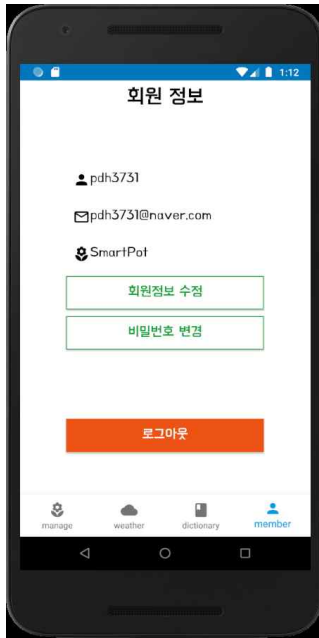 1:12
회원 정보
pdh3731
pdh3731@naver.com
SmartPot
회원정보 수정
비밀번호 변경
로그아웃
manage weather dictionary member